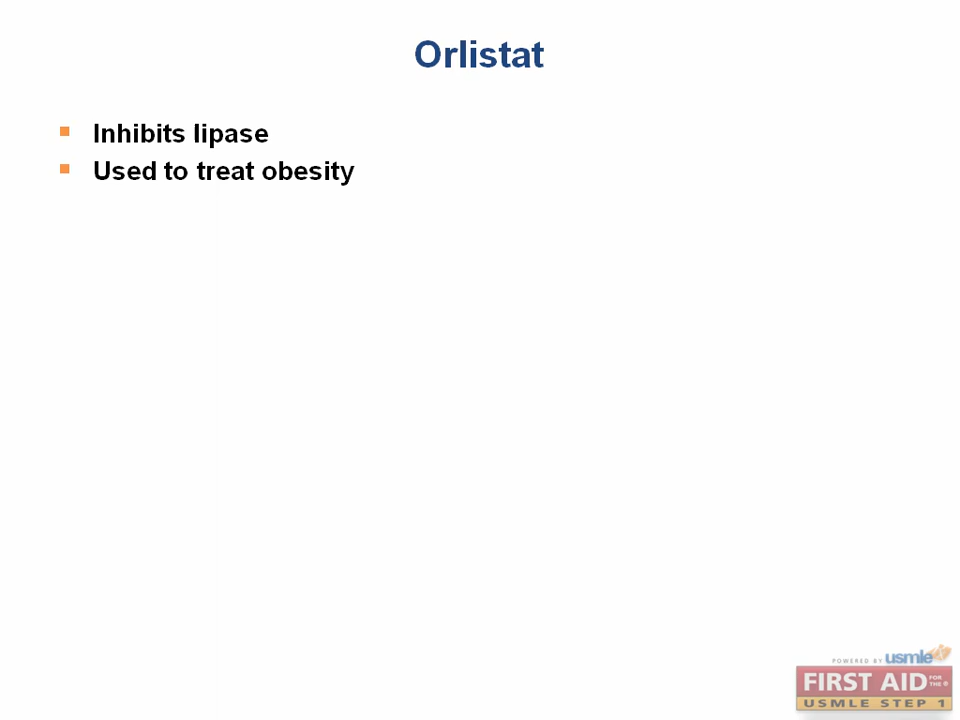 Orlistat
Inhibits lipase
Used to treat obesity
POWERED BY usmle
FIRST AID FOR THE®
USMLE STEP 1